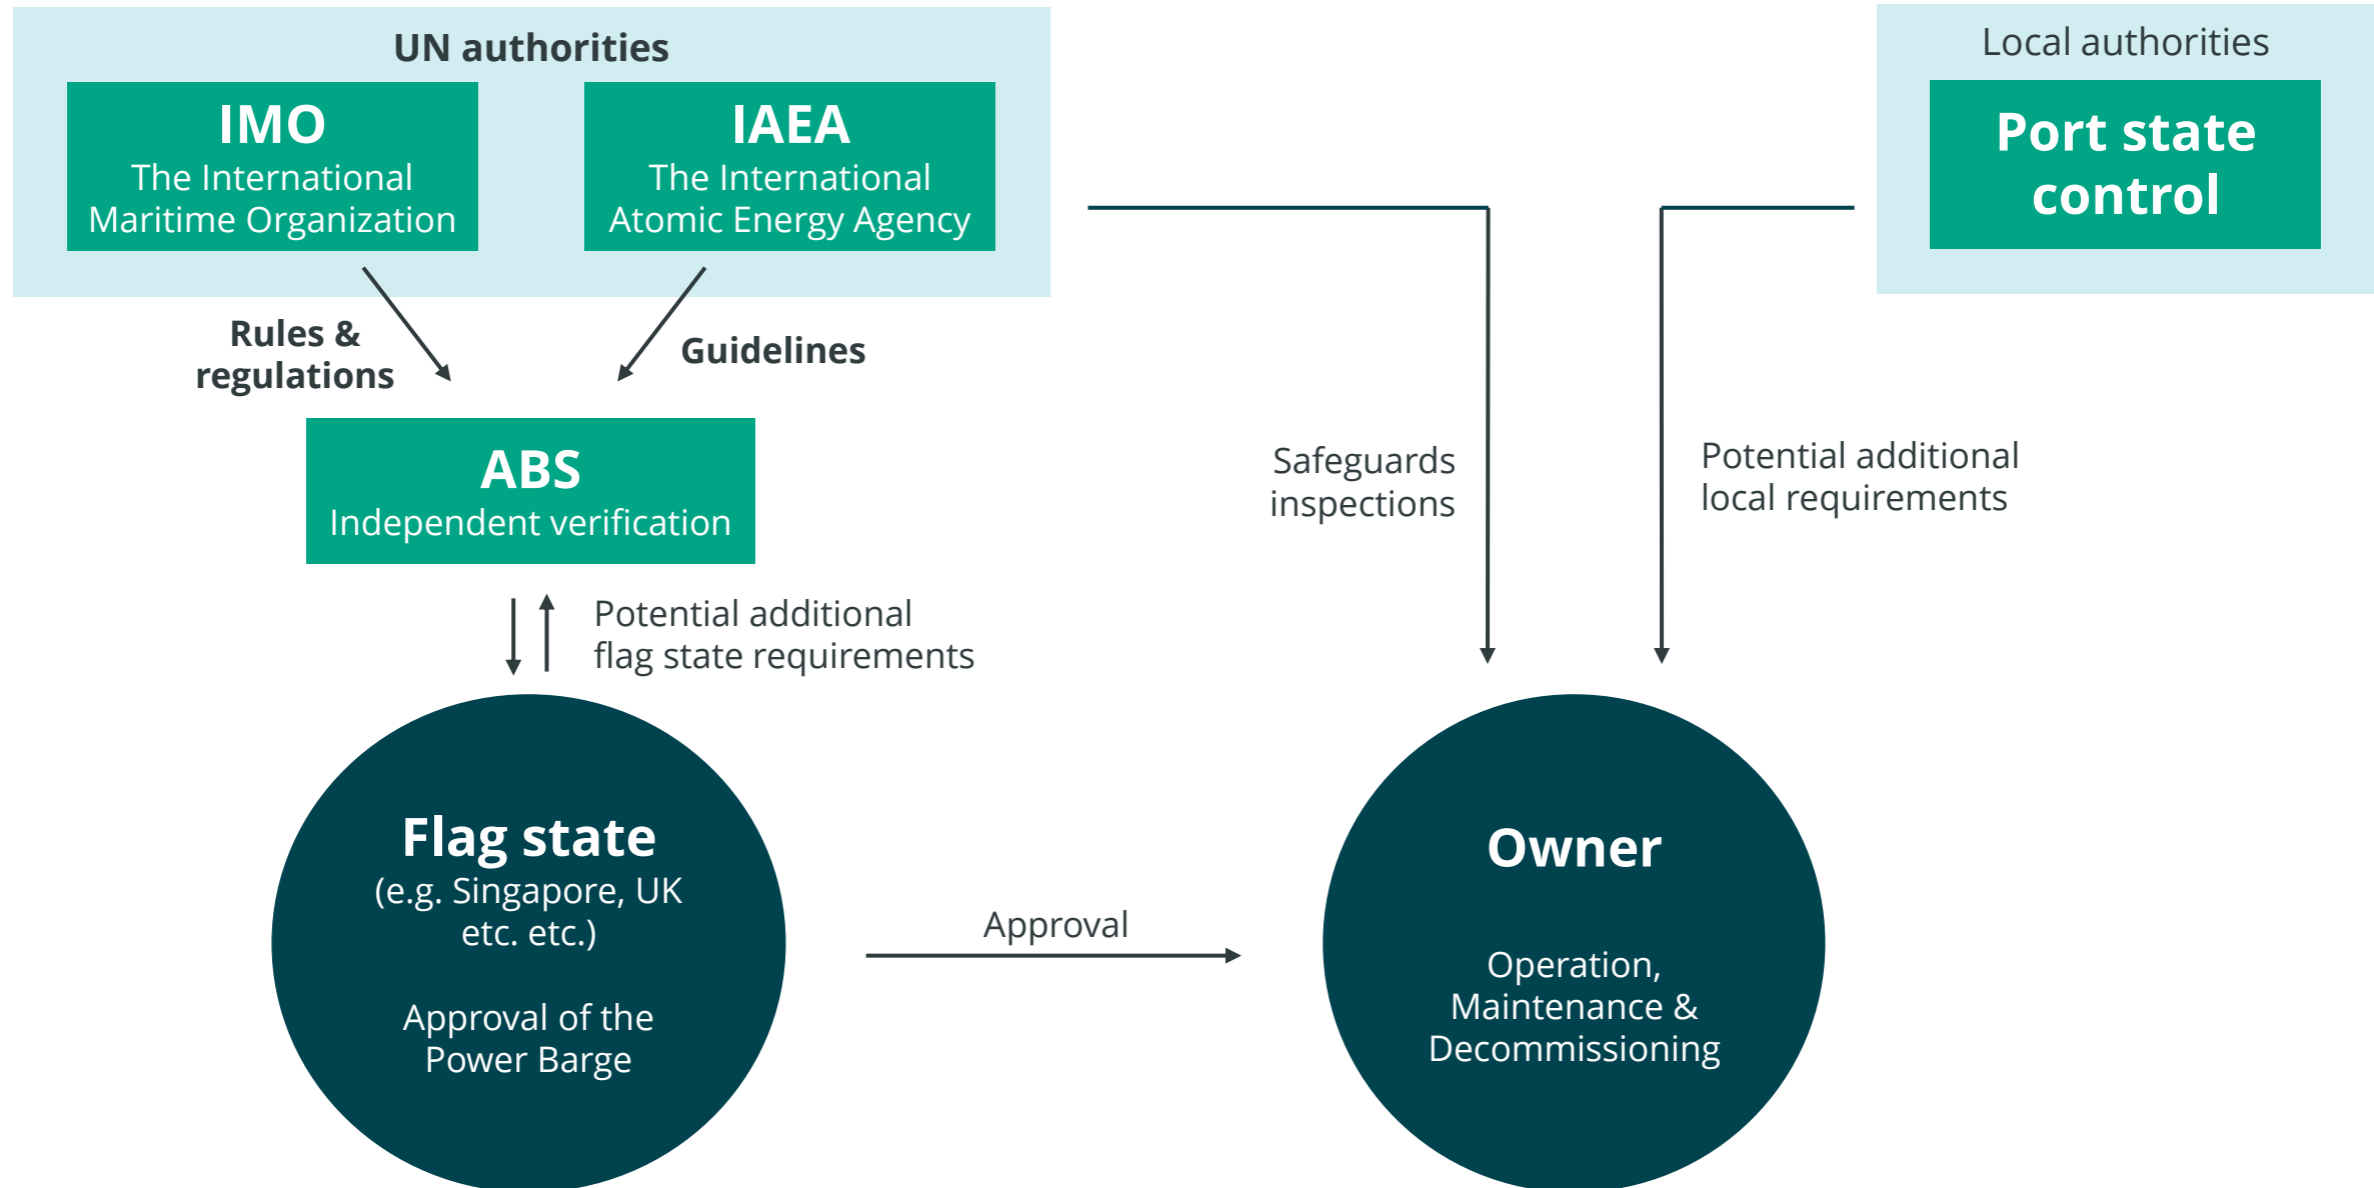 UN authorities
IMO
The International
Maritime Organization
IAEA
The International
Atomic Energy Agency
Local authorities
Port state
control
Rules &
regulations
Guidelines
ABS
Independent verification
Safeguards
inspections
Potential additional
local requirements
Potential additional
flag state requirements
Flag state
(e.g. Singapore, UK
etc. etc.)
Approval of the
Power Barge
Approval
Owner
Operation,
Maintenance &
Decommissioning